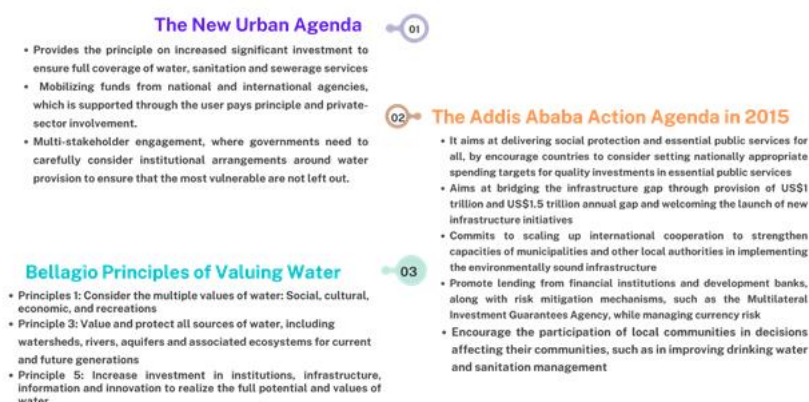 The New Urban Agenda
01
• Provides the principle on increased significant investment to
ensure full coverage of water, sanitation and sewerage services
• Mobilizing funds from national and international agencies,
which is supported through the user pays principle and private-
sector involvement.
• Multi-stakeholder engagement, where governments need to
carefully consider institutional arrangements around water
provision to ensure that the most vulnerable are not left out.
02
The Addis Ababa Action Agenda in 2015
• It aims at delivering social protection and essential public services for
all, by encourage countries to consider setting nationally appropriate
spending targets for quality investments in essential public services
• Aims at bridging the infrastructure gap through provision of US$1
trillion and US$1.5 trillion annual gap and welcoming the launch of new
infrastructure initiatives
• Commits to scaling up international cooperation to strengthen
capacities of municipalities and other local authorities in implementing
the environmentally sound infrastructure
• Promote lending from financial institutions and development banks,
along with risk mitigation mechanisms, such as the Multilateral
Investment Guarantees Agency, while managing currency risk
• Encourage the participation of local communities in decisions
affecting their communities, such as in improving drinking water
and sanitation management
Bellagio Principles of Valuing Water
03
• Principles 1: Consider the multiple values of water: Social, cultural,
economic, and recreations
• Principle 3: Value and protect all sources of water, including
watersheds, rivers, aquifers and associated ecosystems for current
and future generations
• Principle 5: Increase investment in institutions, infrastructure,
information and innovation to realize the full potential and values of
water